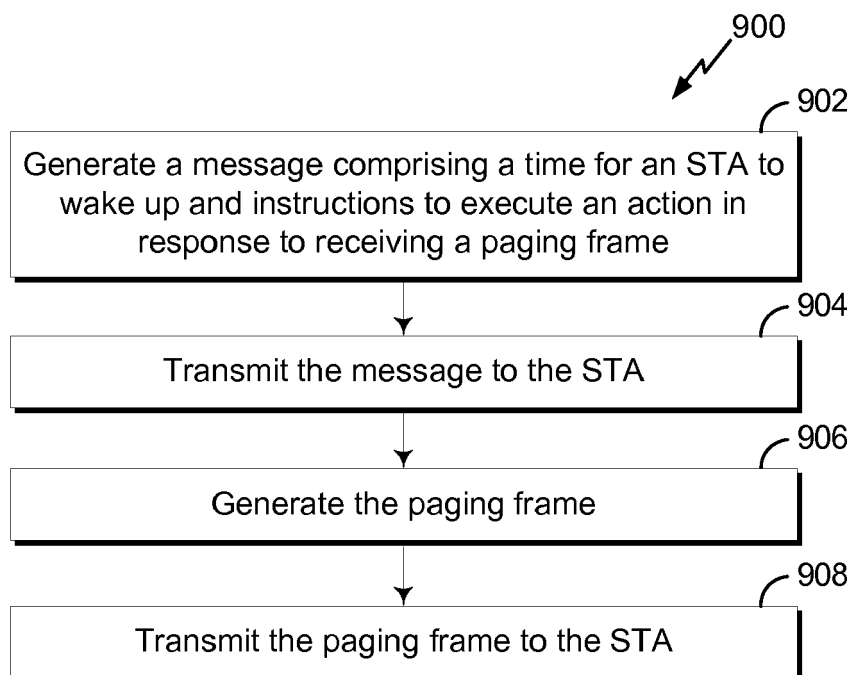 900
902
Generate a message comprising a time for an STA to
wake up and instructions to execute an action in
response to receiving a paging frame
904
Transmit the message to the STA
906
Generate the paging frame
908
Transmit the paging frame to the STA